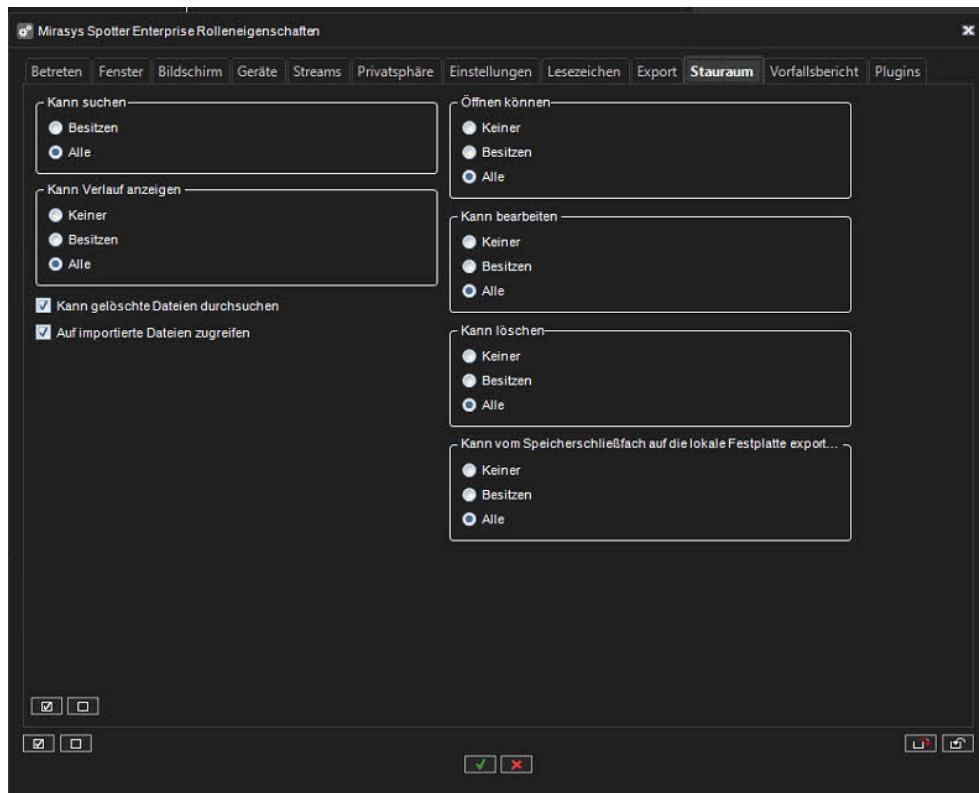 Mirasys Spotter Enterprise Rolleneigenschaften
Betreten Fenster Bildschirm Geräte Streams Privatsphäre Einstellungen Lesezeichen Export Stauraum Vorfallsbericht Plugins
Kann suchen
Besitzen
Alle
Kann Verlauf anzeigen
Keiner
Besitzen
Alle
Kann gelöschte Dateien durchsuchen
Auf importierte Dateien zugreifen
Öffnen können
Keiner
Besitzen
Alle
Kann bearbeiten
Keiner
Besitzen
Alle
Kann löschen
Keiner
Besitzen
Alle
Kann vom Speicherschließfach auf die lokale Festplatte export...
Keiner
Besitzen
Alle